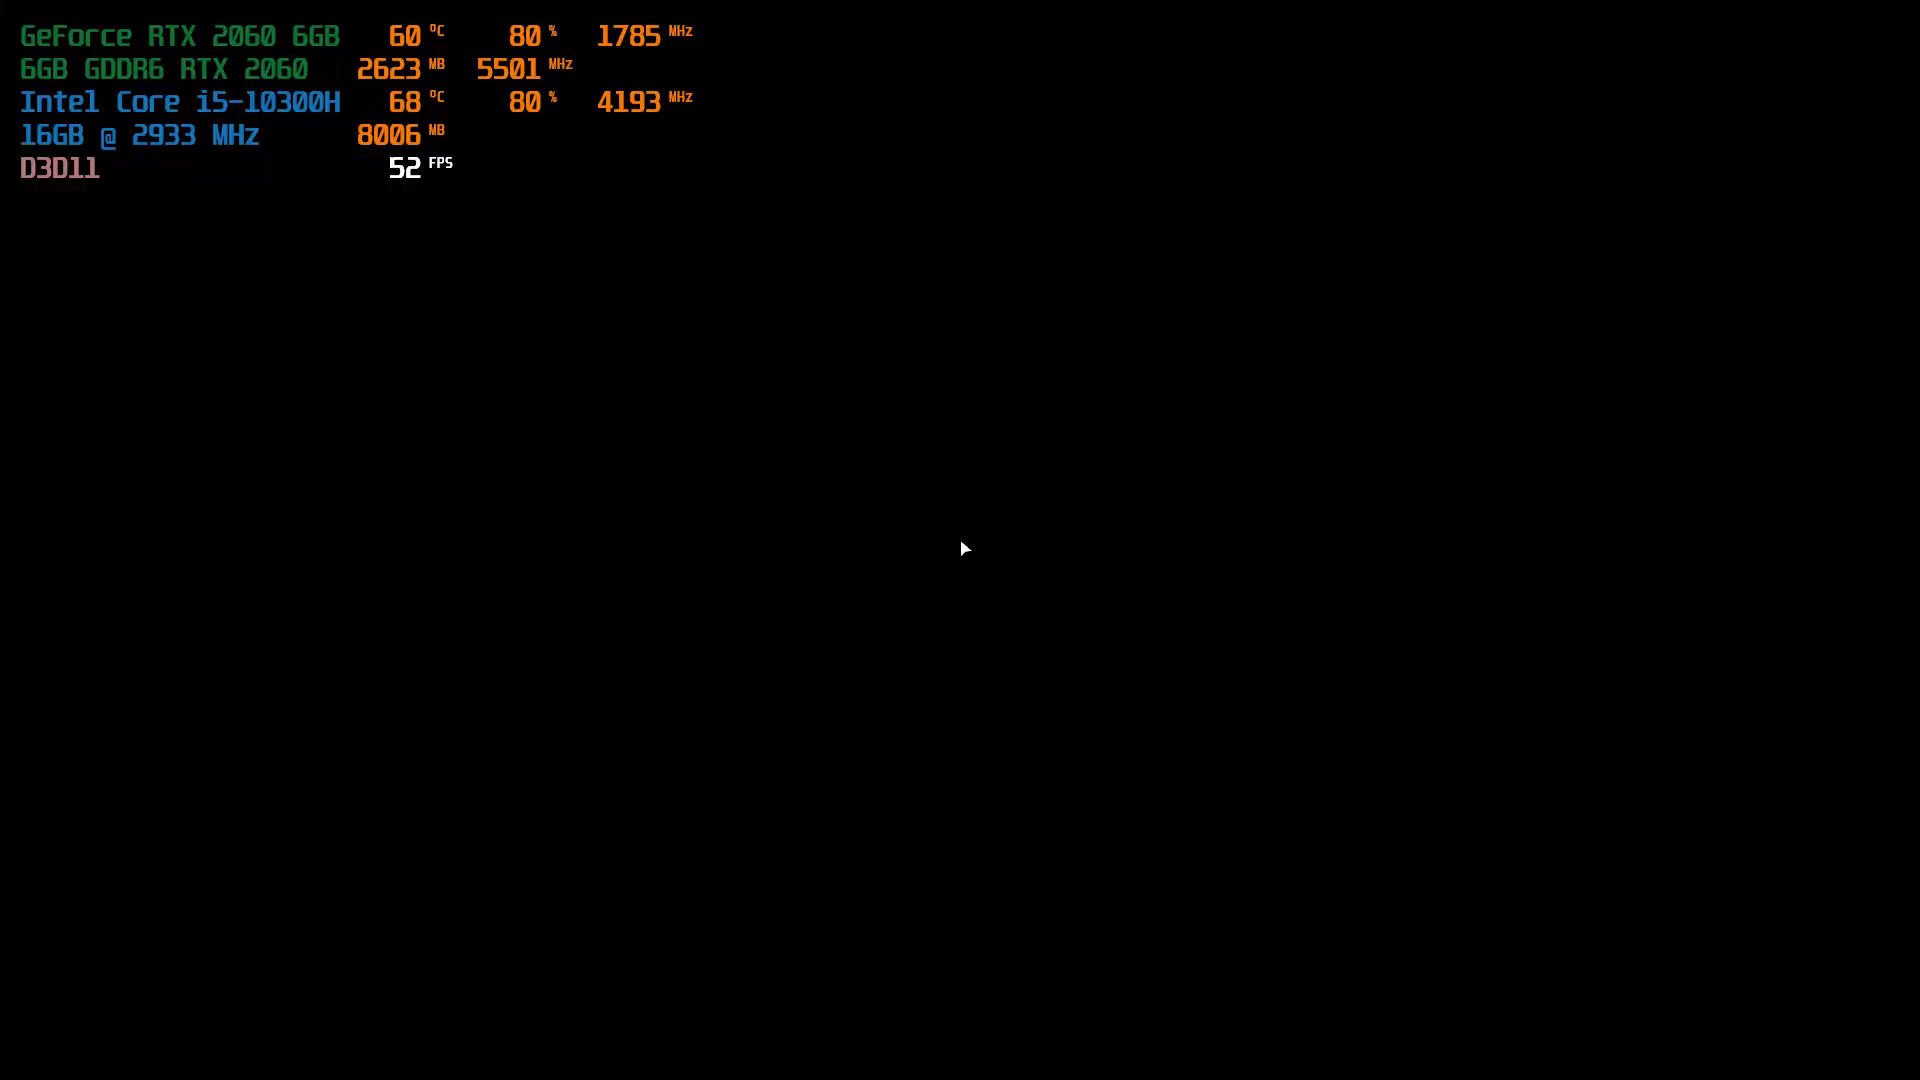 GeForce RTX 2060 6GB 60 °C 80 % 1785 MHz
6GB GDDR6 RTX 2060 2623 MB 5501 MHz
Intel Core i5-10300H 68 °C 80 % 4193 MHz
16GB @ 2933 MHz 8006 MB
D3D11 52 FPS